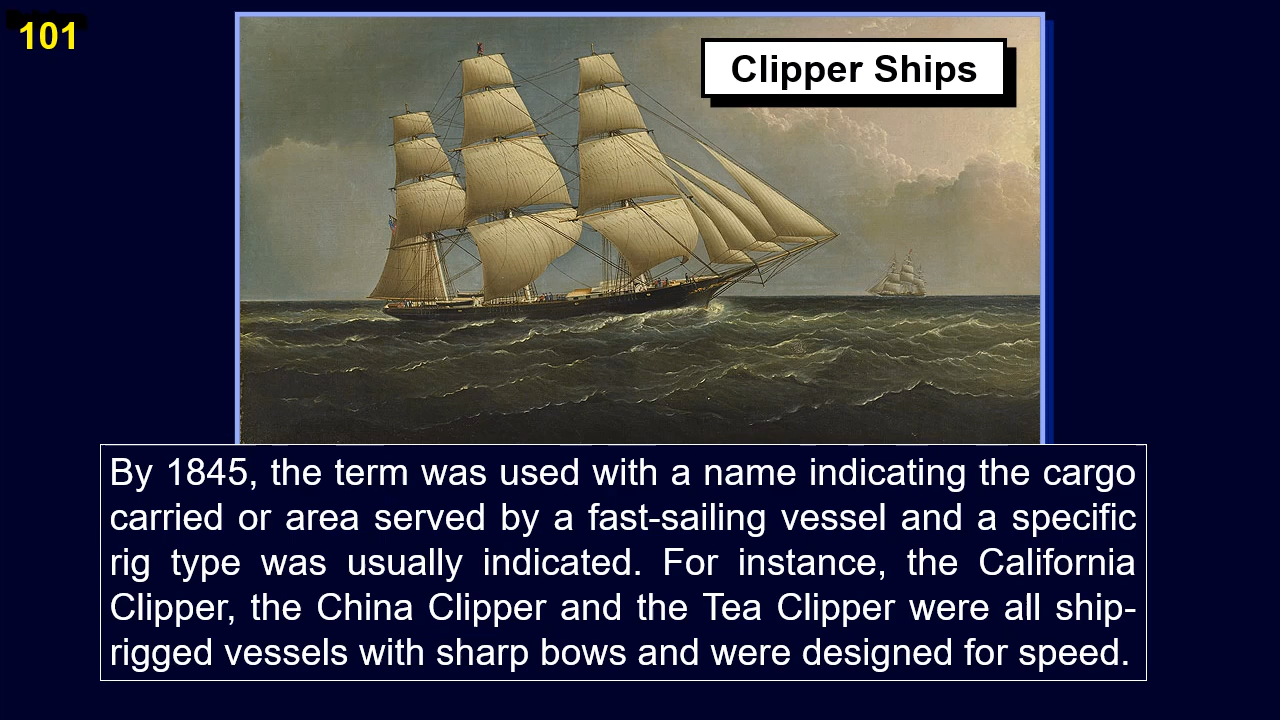 101
Clipper Ships
By 1845, the term was used with a name indicating the cargo
carried or area served by a fast-sailing vessel and a specific
rig type was usually indicated. For instance, the California
Clipper, the China Clipper and the Tea Clipper were all ship-
rigged vessels with sharp bows and were designed for speed.